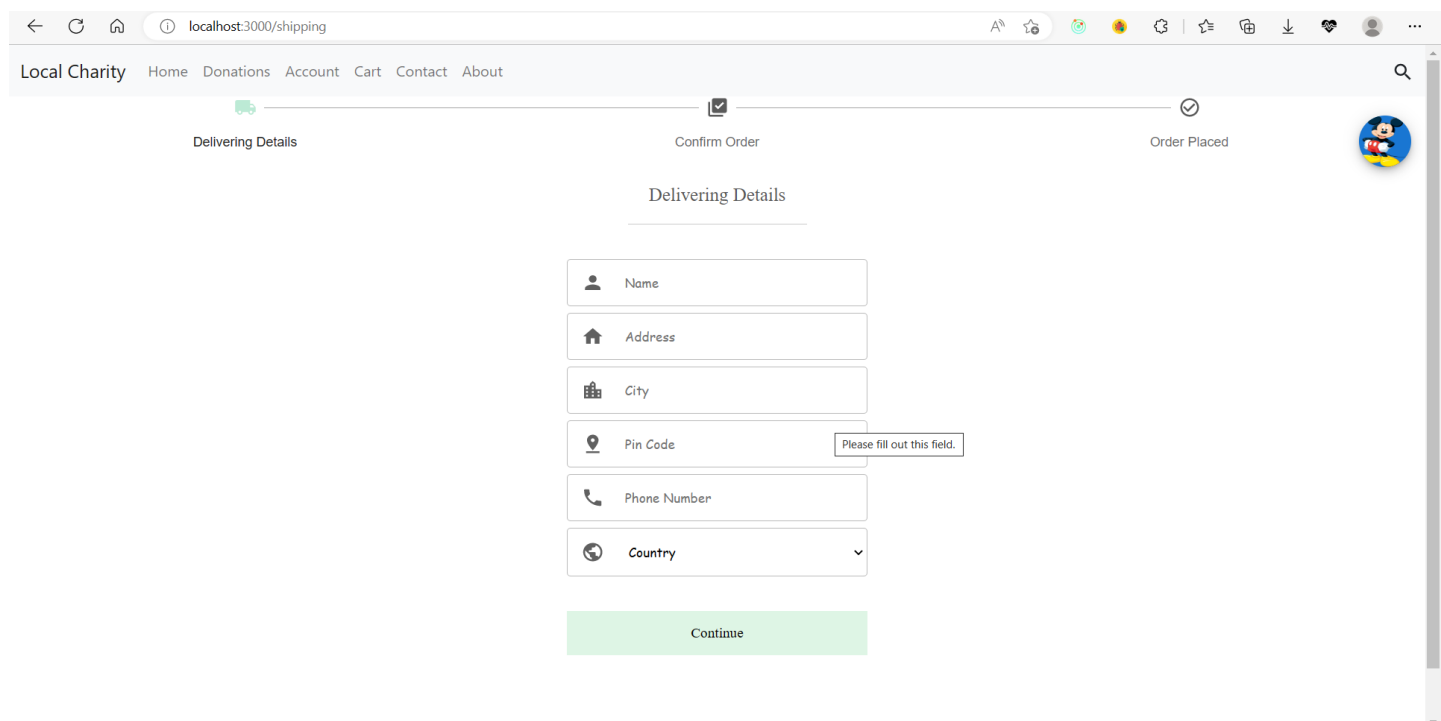 localhost:3000/shipping
Local Charity Home Donations Account Cart Contact About
Delivering Details Confirm Order Order Placed
Delivering Details
Name
Address
City
Pin Code Please fill out this field.
Phone Number
Country
Continue